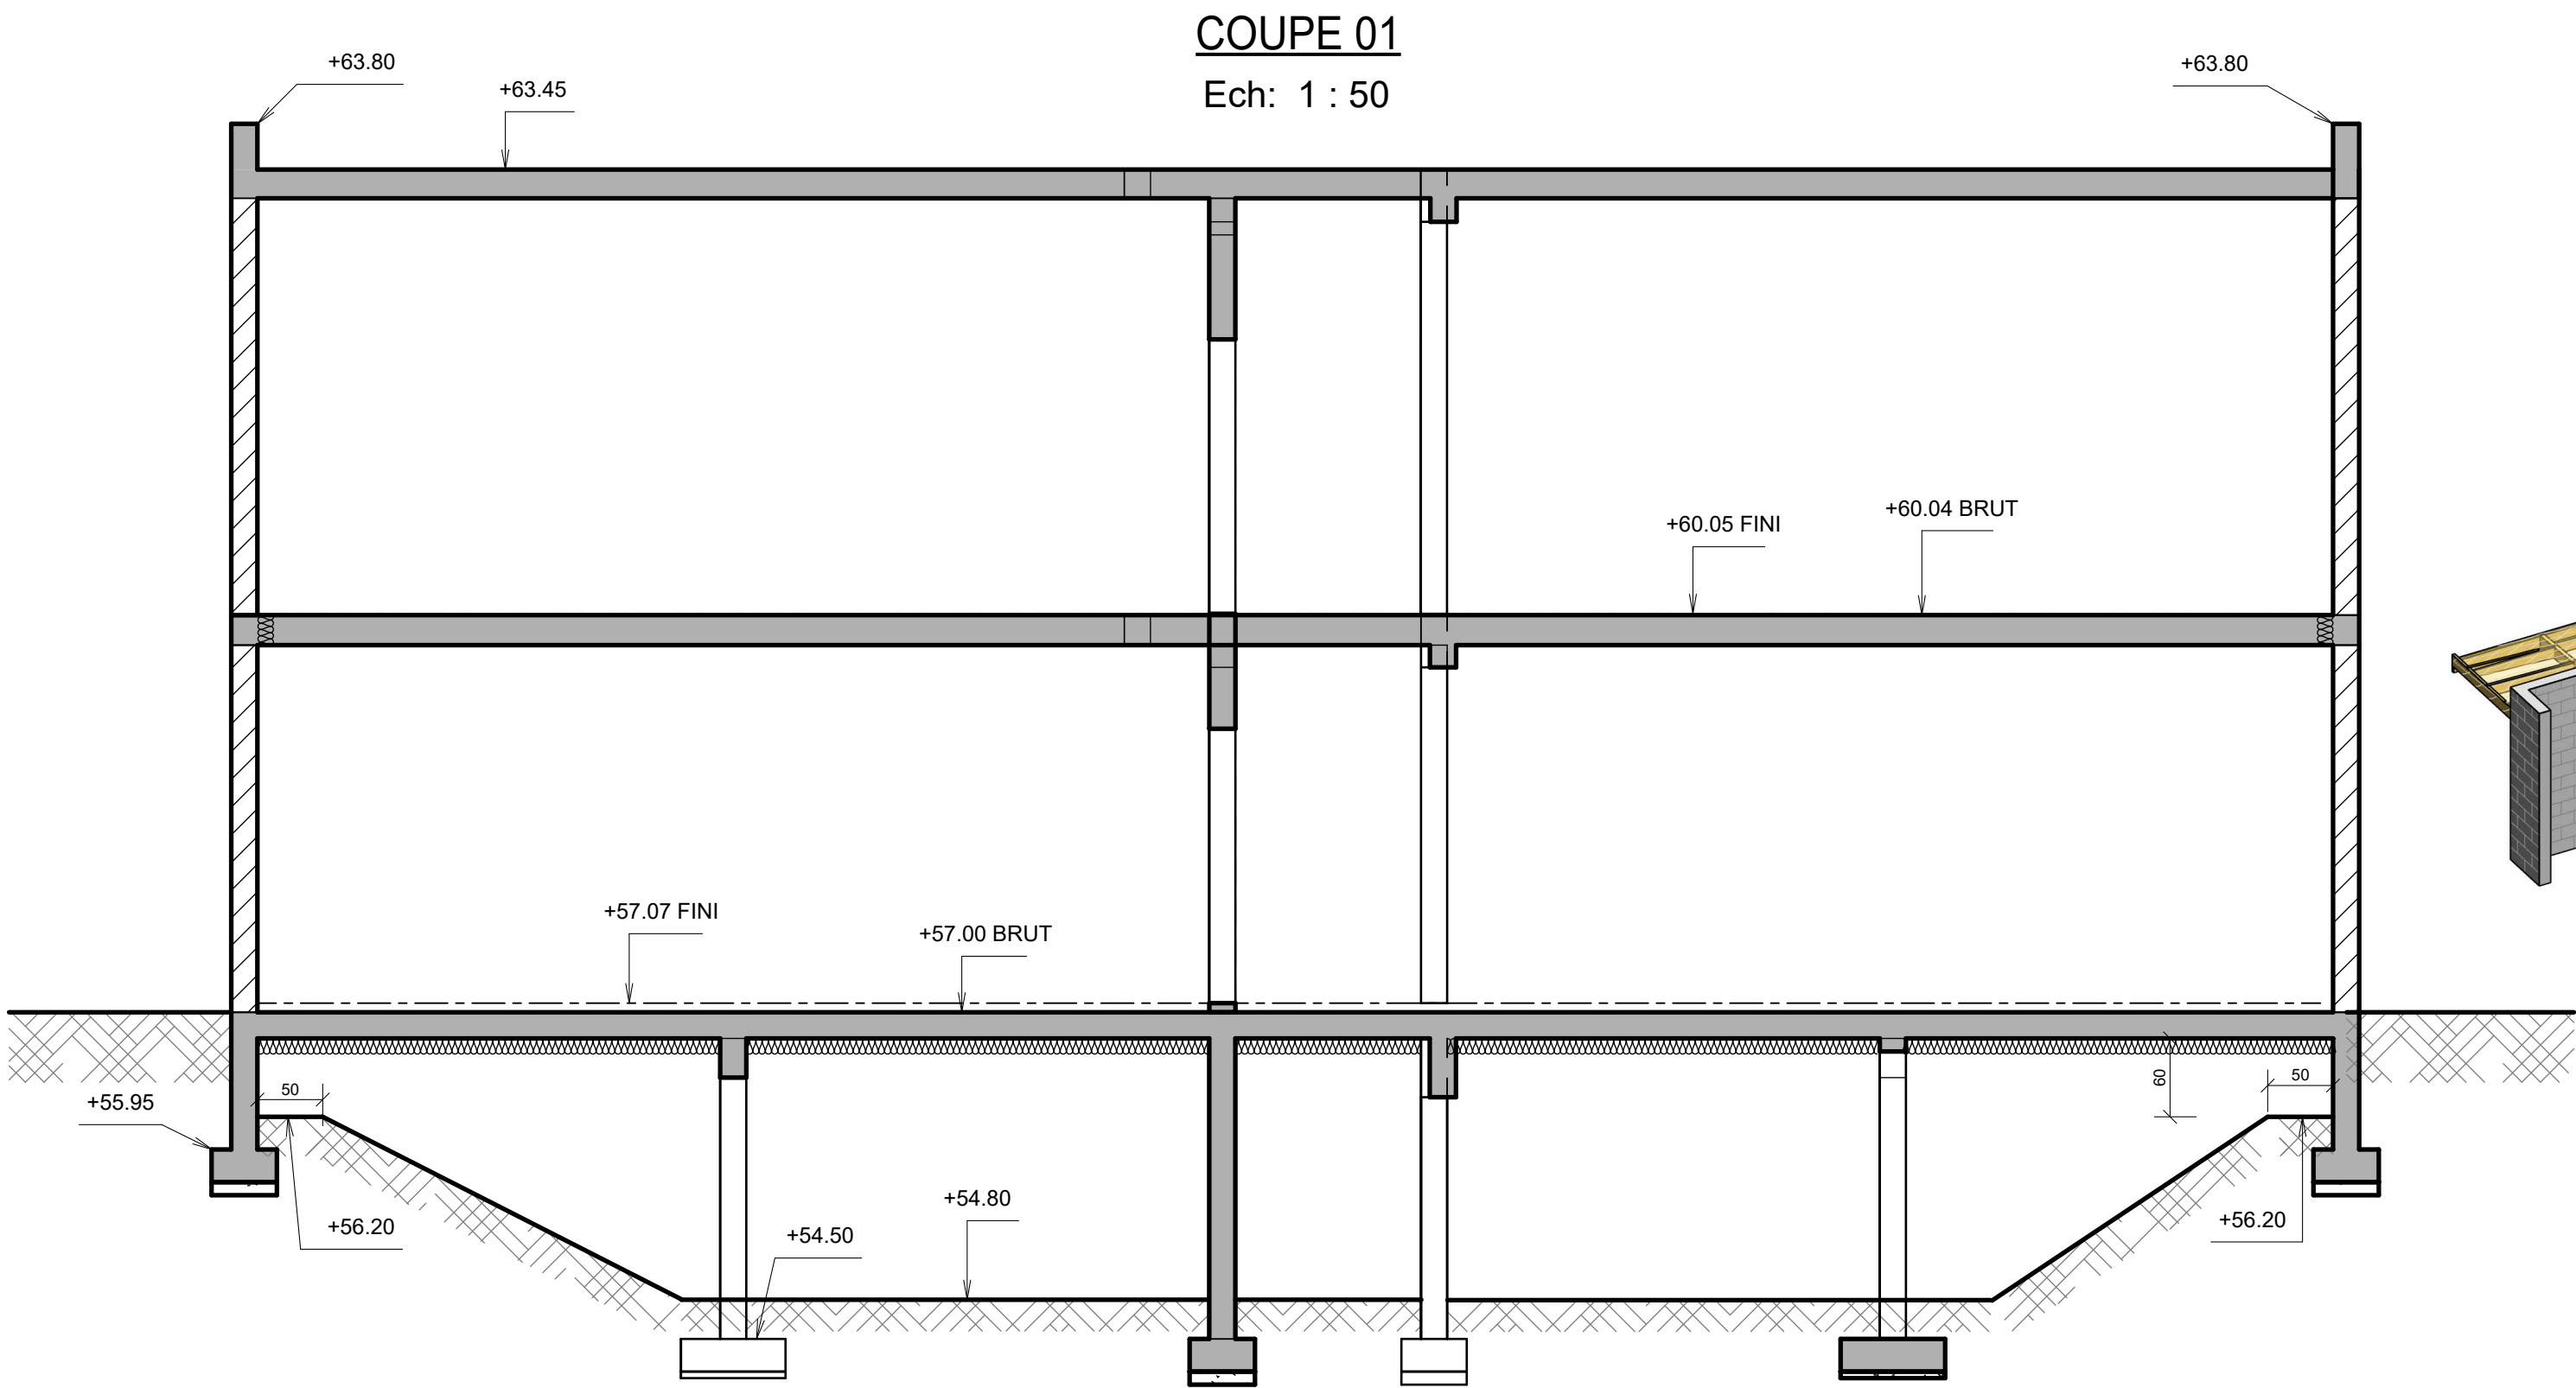 COUPE 01
Ech: 1 : 50
+63.80
+63.45
+63.80
+60.05 FINI
+60.04 BRUT
+57.07 FINI
+57.00 BRUT
+55.95
50
60
50
+56.20
+54.50
+54.80
+56.20